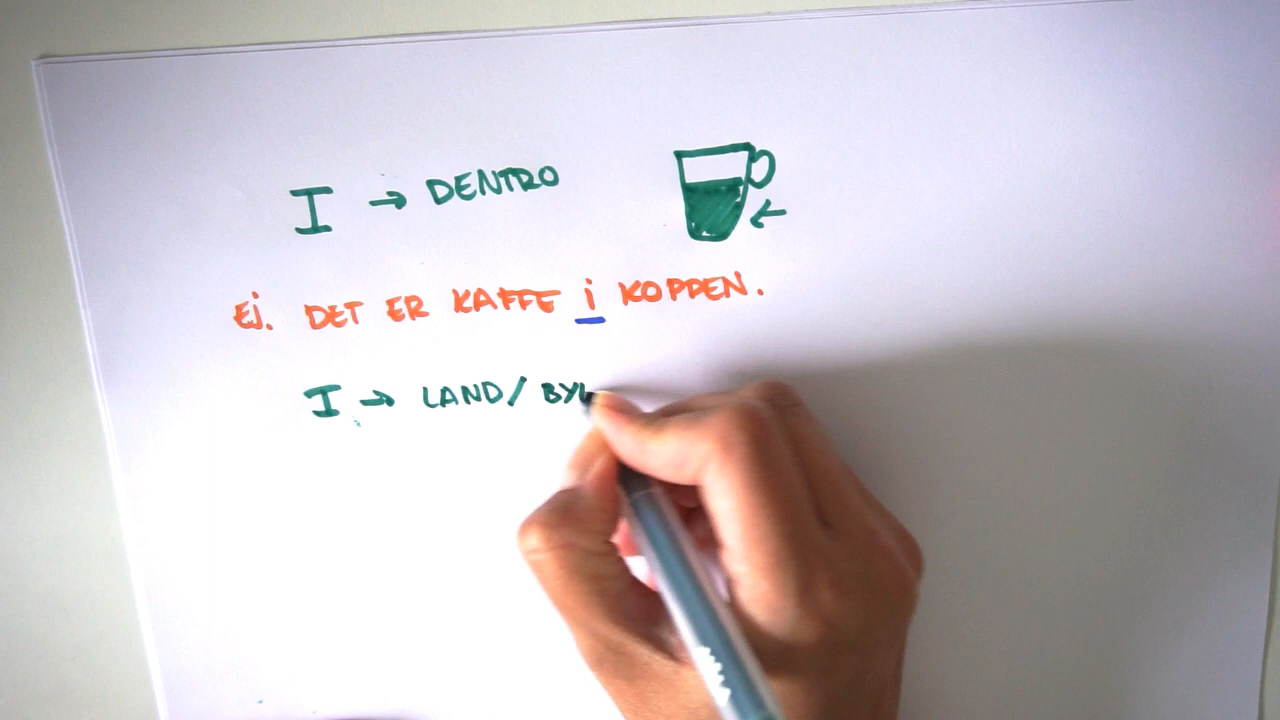 I → DENTRO
Ej. DET ER KAFFE i KOPPEN.
I → LAND/